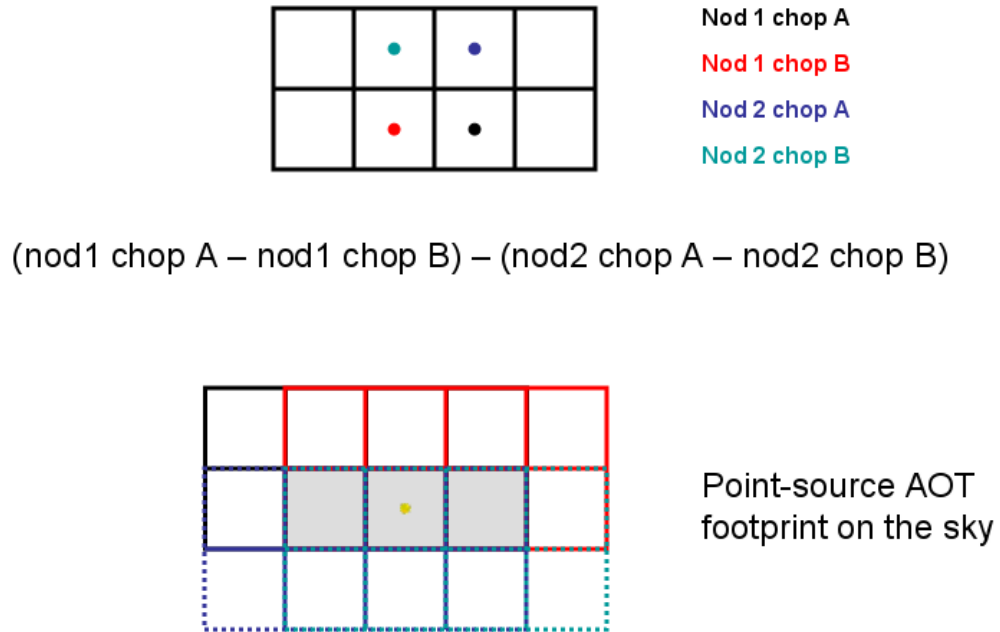 Nod 1 chop A
Nod 1 chop B
Nod 2 chop A
Nod 2 chop B
(nod1 chop A – nod1 chop B) – (nod2 chop A – nod2 chop B)
Point-source AOT
footprint on the sky